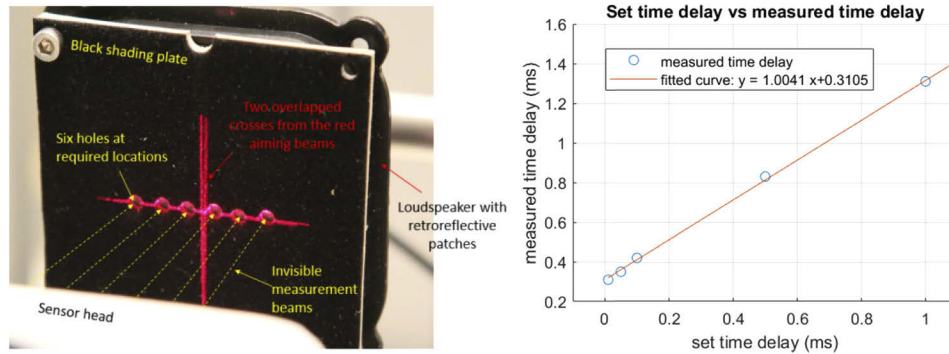 Black shading plate
Two overlapped
crosses from the red
aiming beams
Six holes at
required locations
Loudspeaker with
retroreflective
patches
Invisible
measurement
beams
Sensor head
Set time delay vs measured time delay
measured time delay
fitted curve: y = 1.0041 x+0.3105
measured time delay (ms)
1.6
1.4
1.2
1
0.8
0.6
0.4
0.2
0
0.2
0.4
0.6
0.8
1
set time delay (ms)